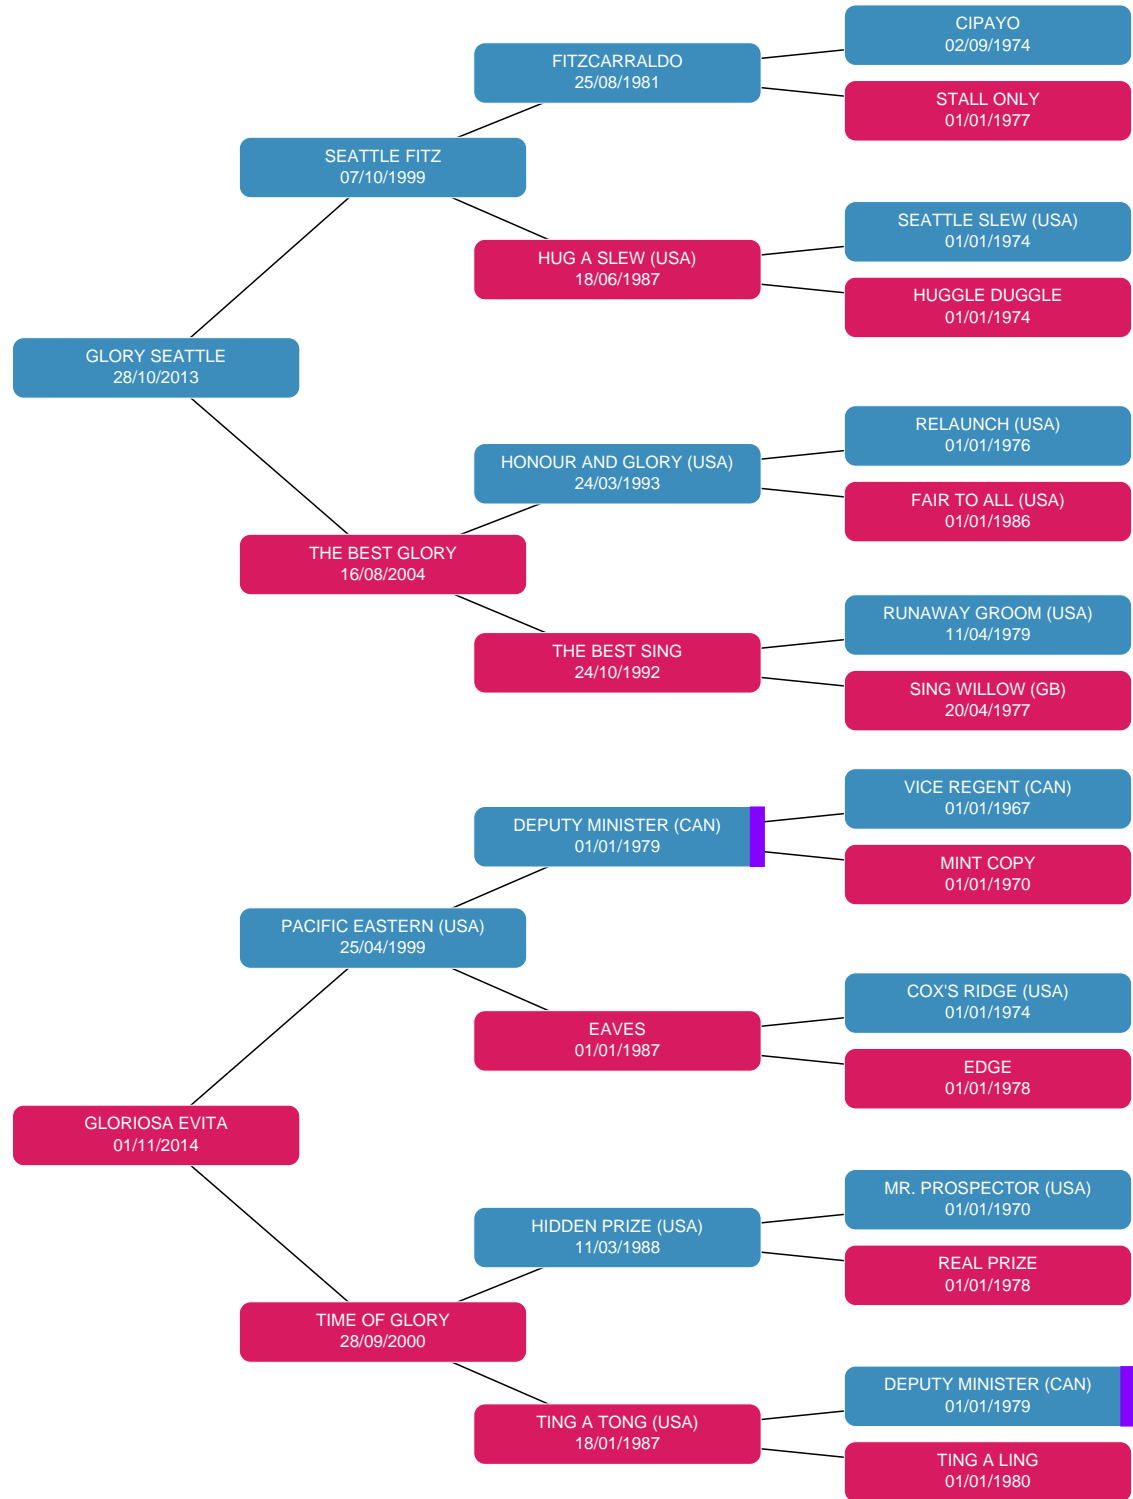 CIPAYO
02/09/1974
FITZCARRALDO
25/08/1981
STALL ONLY
01/01/1977
SEATTLE FITZ
07/10/1999
SEATTLE SLEW (USA)
01/01/1974
HUG A SLEW (USA)
18/06/1987
HUGGLE DUGGLE
01/01/1974
GLORY SEATTLE
28/10/2013
RELAUNCH (USA)
01/01/1976
HONOUR AND GLORY (USA)
24/03/1993
FAIR TO ALL (USA)
01/01/1986
THE BEST GLORY
16/08/2004
RUNAWAY GROOM (USA)
11/04/1979
THE BEST SING
24/10/1992
SING WILLOW (GB)
20/04/1977
VICE REGENT (CAN)
01/01/1967
DEPUTY MINISTER (CAN)
01/01/1979
MINT COPY
01/01/1970
PACIFIC EASTERN (USA)
25/04/1999
COX'S RIDGE (USA)
01/01/1974
EAVES
01/01/1987
EDGE
01/01/1978
GLORIOSA EVITA
01/11/2014
MR. PROSPECTOR (USA)
01/01/1970
HIDDEN PRIZE (USA)
11/03/1988
REAL PRIZE
01/01/1978
TIME OF GLORY
28/09/2000
DEPUTY MINISTER (CAN)
01/01/1979
TING A TONG (USA)
18/01/1987
TING A LING
01/01/1980